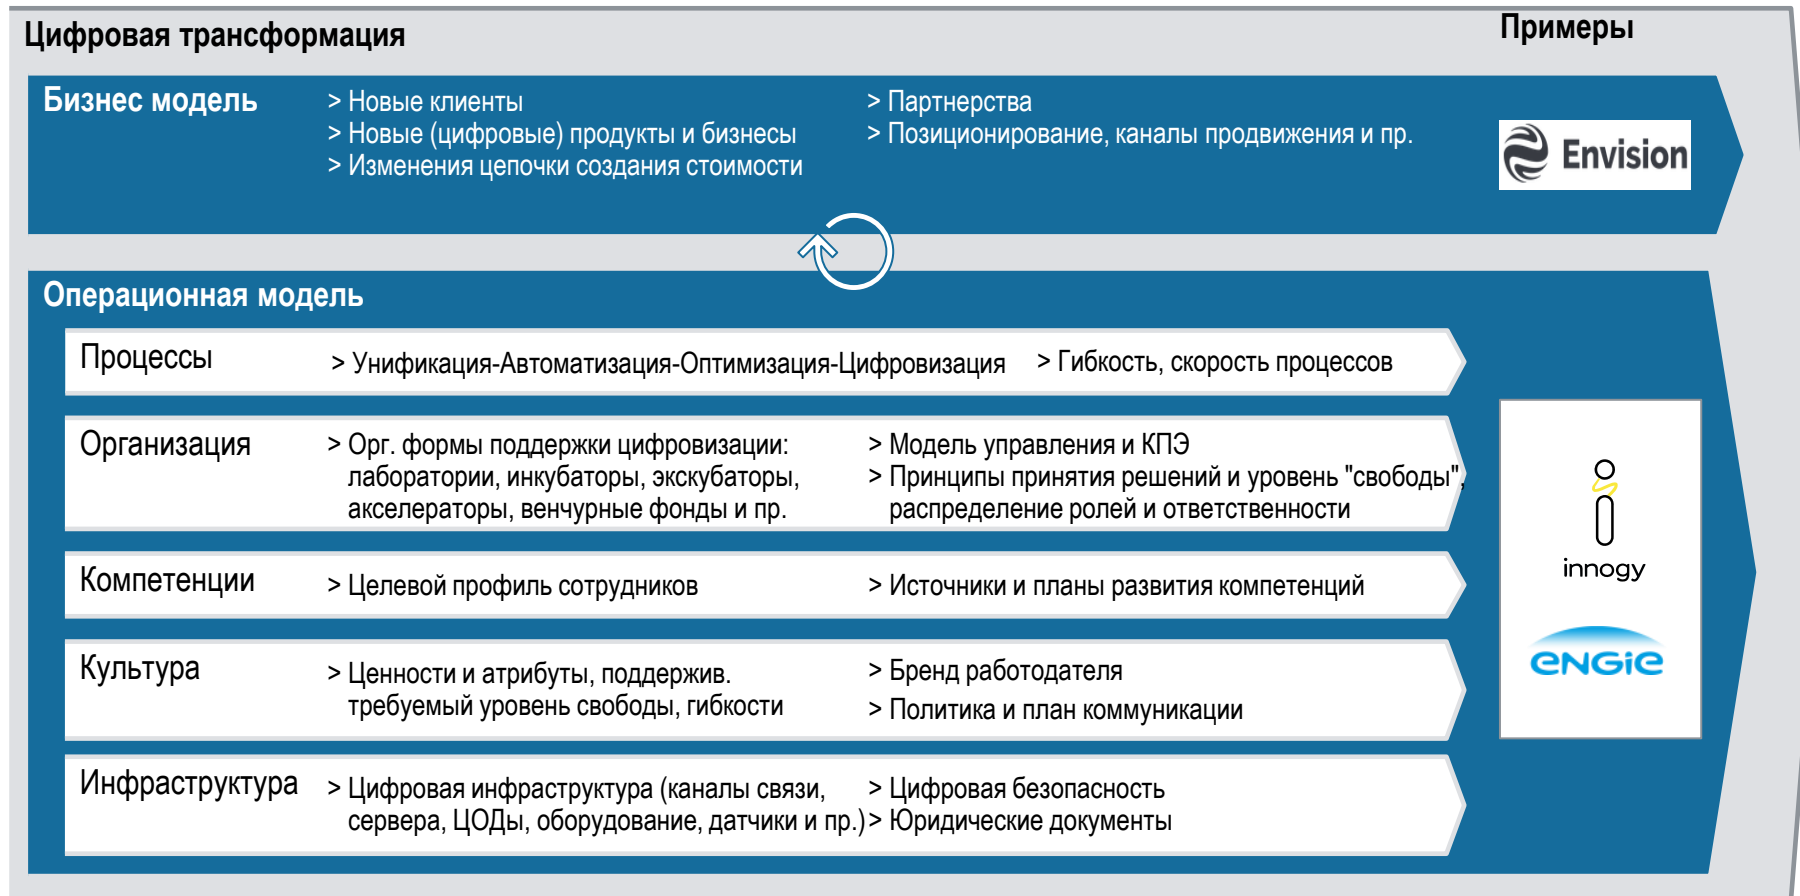 Цифровая трансформация
Примеры
Бизнес модель
> Новые клиенты
> Новые (цифровые) продукты и бизнесы
> Изменения цепочки создания стоимости
> Партнерства
> Позиционирование, каналы продвижения и пр.
Envision
Операционная модель
Процессы
> Унификация-Автоматизация-Оптимизация-Цифровизация
> Гибкость, скорость процессов
Организация
> Орг. формы поддержки цифровизации:
лаборатории, инкубаторы, экскубаторы,
акселераторы, венчурные фонды и пр.
> Модель управления и КПЭ
> Принципы принятия решений и уровень "свободы",
распределение ролей и ответственности
Компетенции
> Целевой профиль сотрудников
> Источники и планы развития компетенций
Культура
> Ценности и атрибуты, поддержив.
требуемый уровень свободы, гибкости
> Бренд работодателя
> Политика и план коммуникации
Инфраструктура
> Цифровая инфраструктура (каналы связи,
сервера, ЦОДы, оборудование, датчики и пр.)
> Цифровая безопасность
> Юридические документы
innogy
ENGIE